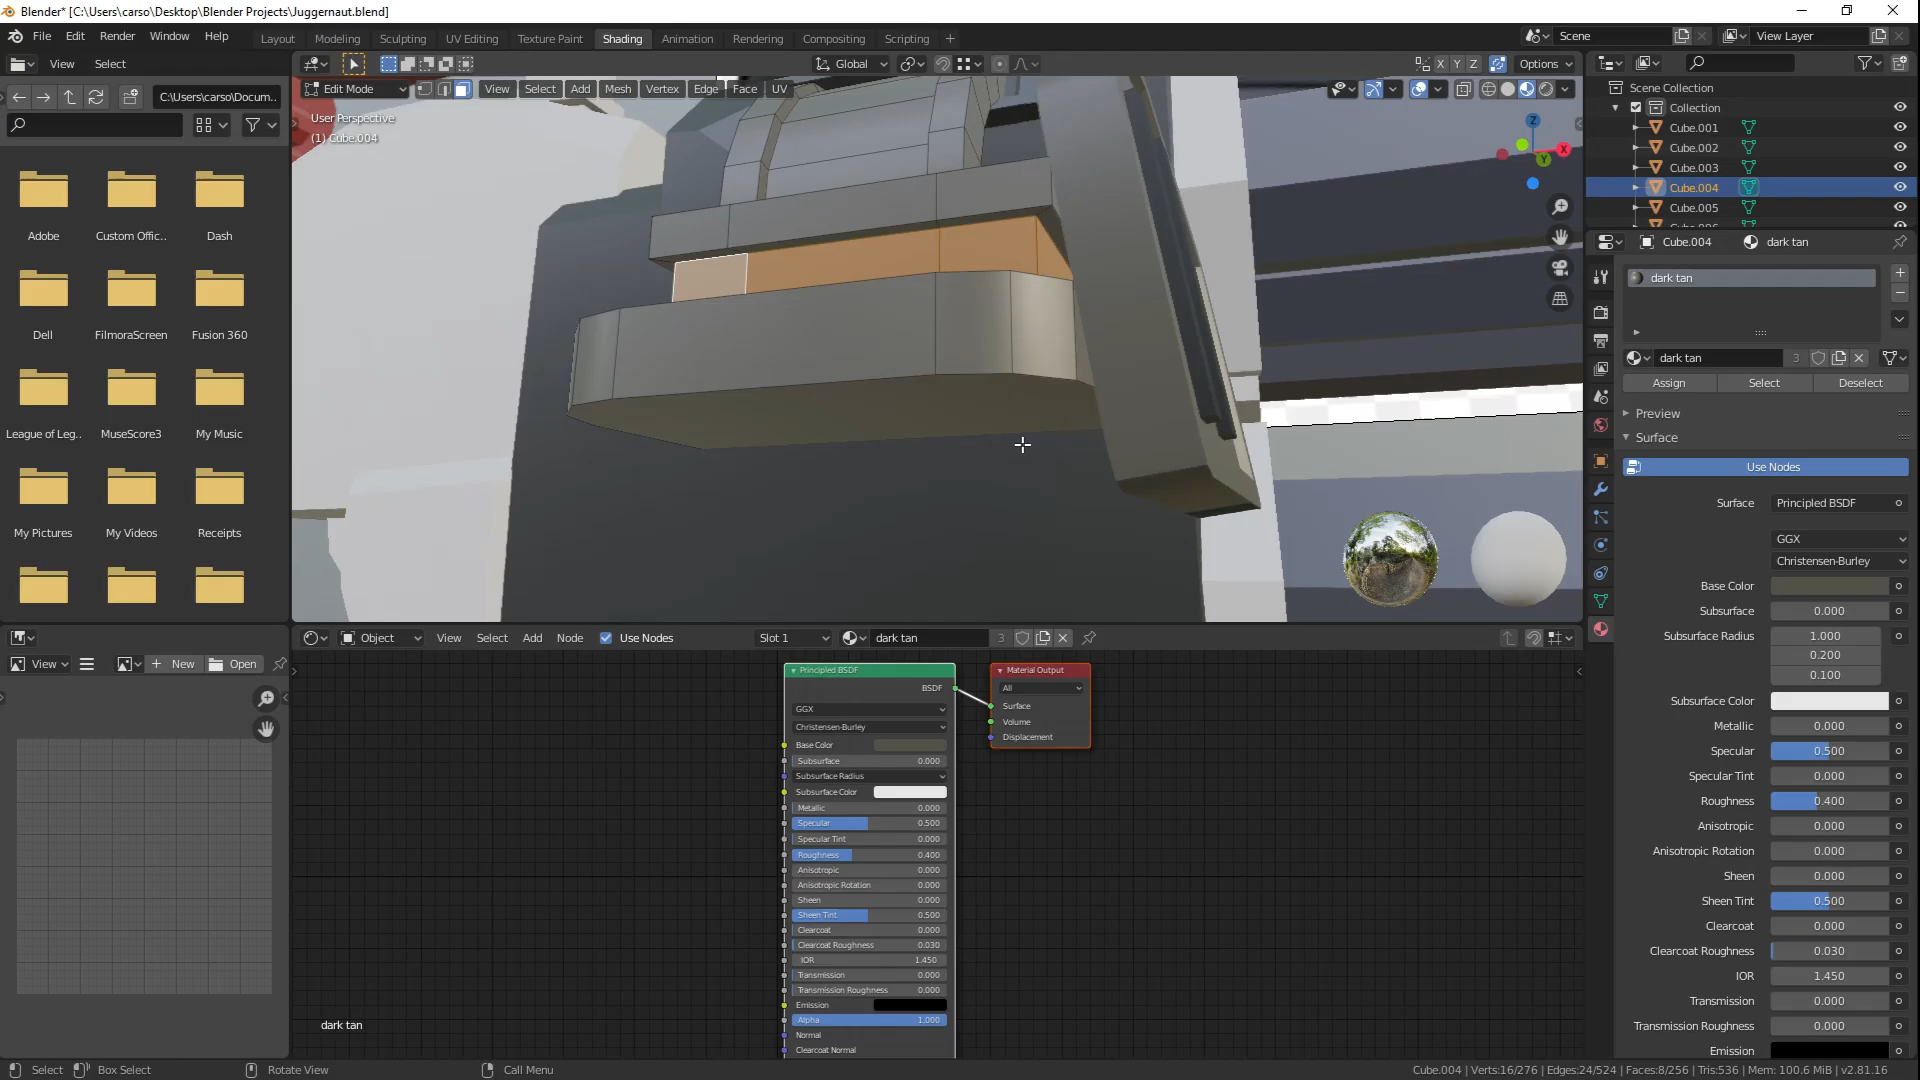 Blender* [C:\Users\carso\Desktop\Blender Projects\Juggernaut.blend]
File Edit Render Window Help
Layout Modeling Sculpting UV Editing Texture Paint Shading Animation Rendering Compositing Scripting +
Scene
View Layer
View Select
Global
X Y Z
Options
C:\Users\carso\Docum..
Edit Mode
View Select Add Mesh Vertex Edge Face UV
User Perspective
(1) Cube.004
Z
X
Y
Adobe
Custom Offic..
Dash
Dell
FilmoraScreen
Fusion 360
League of Leg..
MuseScore3
My Music
My Pictures
My Videos
Receipts
Scene Collection
Collection
Cube.001
Cube.002
Cube.003
Cube.004
Cube.005
Cube.004
dark tan
dark tan
dark tan
3
Assign
Select
Deselect
Preview
Surface
Use Nodes
Surface
Principled BSDF
GGX
Christensen-Burley
Base Color
Subsurface 0.000
Subsurface Radius 1.000
0.200
0.100
Subsurface Color
Metallic 0.000
Specular 0.500
Specular Tint 0.000
Roughness 0.400
Anisotropic 0.000
Anisotropic Rotation 0.000
Sheen 0.000
Sheen Tint 0.500
Clearcoat 0.000
Clearcoat Roughness 0.030
IOR 1.450
Transmission 0.000
Transmission Roughness 0.000
Emission
View
New
Open
Object
View Select Add Node
Use Nodes
Slot 1
dark tan
3
Principled BSDF
BSDF
GGX
Christensen-Burley
Base Color
Subsurface 0.000
Subsurface Radius
Subsurface Color
Metallic 0.000
Specular 0.500
Specular Tint 0.000
Roughness 0.400
Anisotropic 0.000
Anisotropic Rotation 0.000
Sheen 0.000
Sheen Tint 0.500
Clearcoat 0.000
Clearcoat Roughness 0.030
IOR 1.450
Transmission 0.000
Transmission Roughness 0.000
Emission
Alpha 1.000
Normal
Clearcoat Normal
Material Output
All
Surface
Volume
Displacement
dark tan
Select
Box Select
Rotate View
Call Menu
Cube.004 | Verts:16/276 | Edges:24/524 | Faces:8/256 | Tris:536 | Mem: 100.6 MiB | v2.81.16